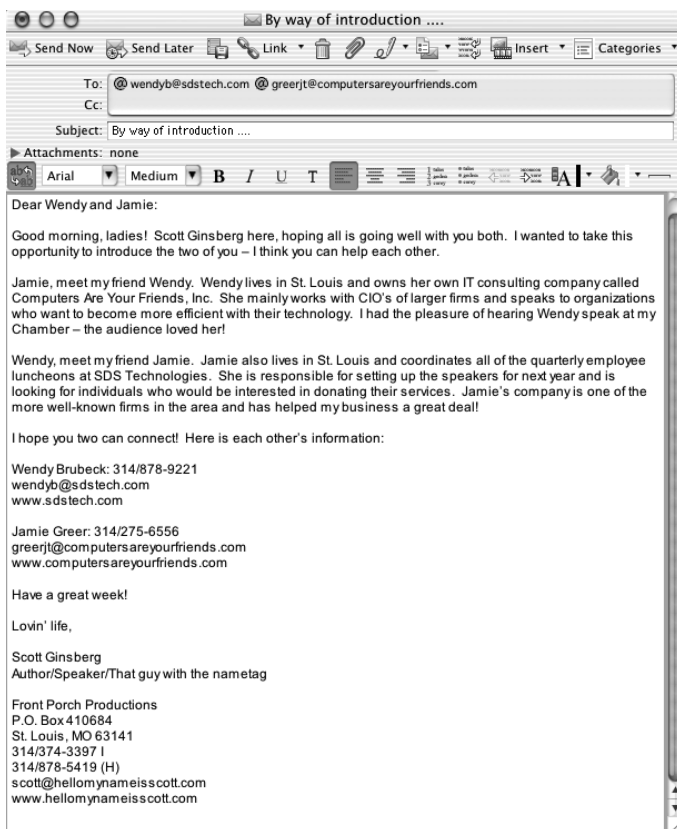 By way of introduction ....
Send Now Send Later Link Insert Categories
To: @ wendyb@sdstech.com @ greerjt@computersareyourfriends.com
Cc:
Subject: By way of introduction ....
Attachments: none
Arial Medium B I U T A
Dear Wendy and Jamie:
Good morning, ladies! Scott Ginsberg here, hoping all is going well with you both. I wanted to take this
opportunity to introduce the two of you – I think you can help each other.
Jamie, meet my friend Wendy. Wendy lives in St. Louis and owns her own IT consulting company called
Computers Are Your Friends, Inc. She mainly works with CIO's of larger firms and speaks to organizations
who want to become more efficient with their technology. I had the pleasure of hearing Wendy speak at my
Chamber – the audience loved her!
Wendy, meet my friend Jamie. Jamie also lives in St. Louis and coordinates all of the quarterly employee
luncheons at SDS Technologies. She is responsible for setting up the speakers for next year and is
looking for individuals who would be interested in donating their services. Jamie's company is one of the
more well-known firms in the area and has helped my business a great deal!
I hope you two can connect! Here is each other's information:
Wendy Brubeck: 314/878-9221
wendyb@sdstech.com
www.sdstech.com
Jamie Greer: 314/275-6556
greerjt@computersareyourfriends.com
www.computersareyourfriends.com
Have a great week!
Lovin' life,
Scott Ginsberg
Author/Speaker/That guy with the nametag
Front Porch Productions
P.O. Box 410684
St. Louis, MO 63141
314/374-3397 I
314/878-5419 (H)
scott@hellomynameisscott.com
www.hellomynameisscott.com